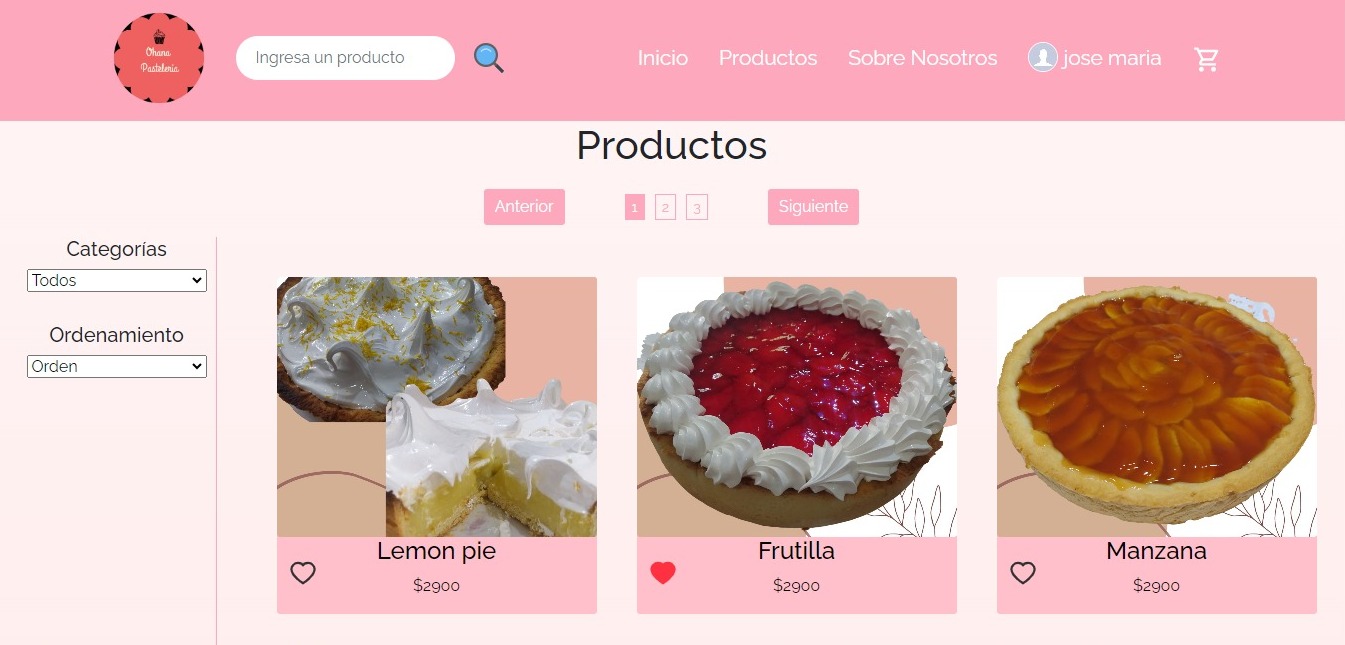 Ohana
Pasteleria
Ingresa un producto
Inicio
Productos
Sobre Nosotros
jose maria
Productos
Anterior
1
2
3
Siguiente
Categorías
Todos
Ordenamiento
Orden
Lemon pie
$2900
Frutilla
$2900
Manzana
$2900